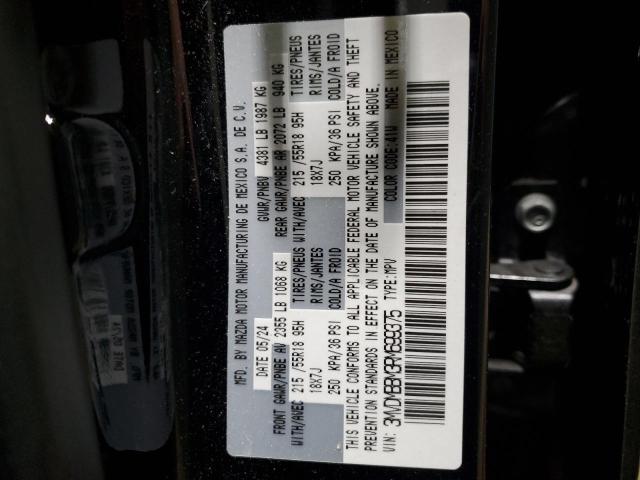 MFD. BY MAZDA MOTOR MANUFACTURING DE MEXICO S.A. DE C.V.
DATE 05/24 GVWR/PNBV 4381 LB 1987 KG
FRONT GAWR/PNBE AV 2355 LB 1068 KG REAR GAWR/PNBE AR 2072 LB 940 KG
WITH/AVEC 215 /55R18 95H TIRES/PNEUS WITH/AVEC 215 /55R18 95H TIRES/PNEUS
18X7J RIMS/JANTES 18X7J RIMS/JANTES
250 KPA/36 PSI COLD/A FROID 250 KPA/36 PSI COLD/A FROID
THIS VEHICLE CONFORMS TO ALL APPLICABLE FEDERAL MOTOR VEHICLE SAFETY AND THEFT
PREVENTION STANDARDS IN EFFECT ON THE DATE OF MANUFACTURE SHOWN ABOVE.
COLOR CODE:41W MADE IN MEXICO
VIN: 3MVDMBBV3RM699375 TYPE:MPV